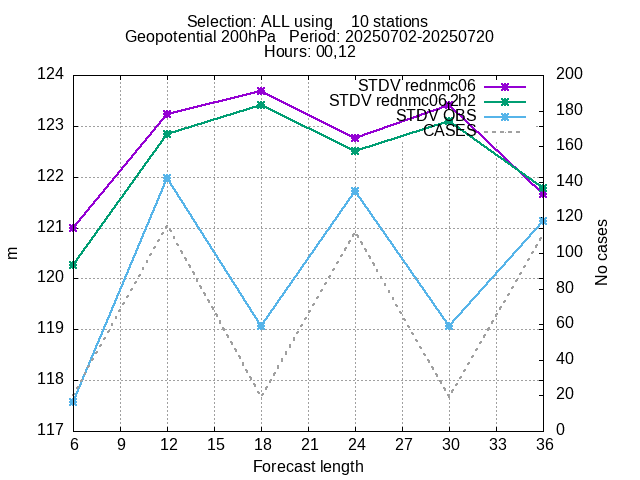 Selection: ALL using    10 stations
Geopotential 200hPa   Period: 20250702-20250720
Hours: 00,12
124
123
122
121
120
119
118
117
200
180
160
140
120
100
80
60
40
20
0
STDV rednmc06
STDV rednmc06.2h2
STDV OBS
CASES
m
No cases
6 9 12 15 18 21 24 27 30 33 36
Forecast length